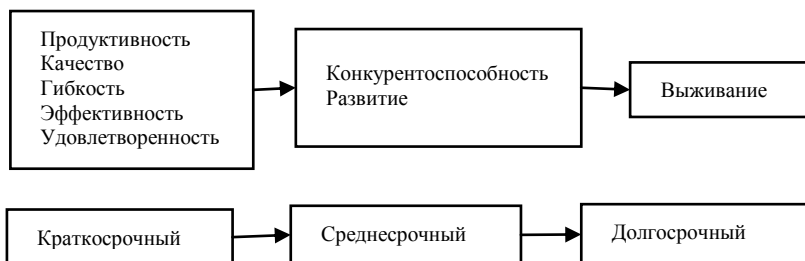 Продуктивность
Качество
Гибкость
Эффективность
Удовлетворенность
Конкурентоспособность
Развитие
Выживание
Краткосрочный
Среднесрочный
Долгосрочный